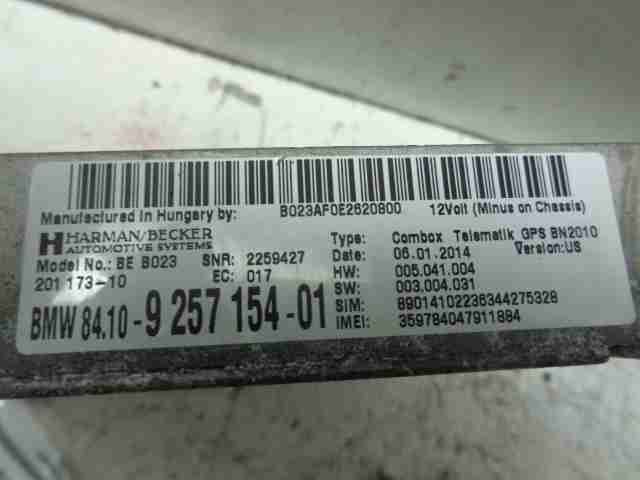 Manufactured in Hungary by: B023AF0E2620800 12Volt (Minus on Chassis)
HARMAN/BECKER
AUTOMOTIVE SYSTEMS
Type: Combox Telematik GPS BN2010
Model No.: BE B023 SNR: 2259427 Date: 06.01.2014 Version:US
201 173-10 EC: 017 HW: 005.041.004
SW: 003.004.031
BMW 84.10-9 257 154-01 SIM: 89014102236344275328
IMEI: 359784047911884